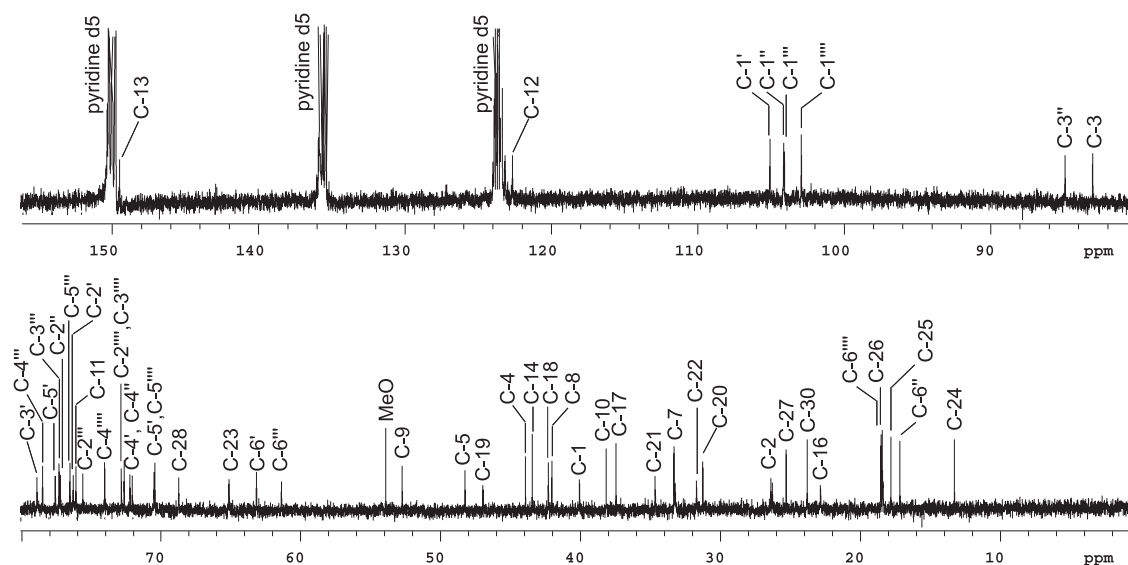 pyridine d5
C-13
pyridine d5
pyridine d5
C-12
C-1'
C-1''
C-1'''
C-1''''
C-3''
C-3
150 140 130 120 110 100 90 ppm
C-3'
C-4'''
C-5'
C-3'''
C-2''
C-5'''
C-2'
C-11
C-2'''
C-4''''
C-2'''',C-3''''
C-4', C-4''
C-5',C-5''''
C-28
C-23
C-6'
C-6'''
MeO
C-9
C-5
C-19
C-4
C-14
C-18
C-8
C-1
C-10
C-17
C-21
C-7
C-22
C-20
C-2
C-27
C-30
C-16
C-6''''
C-26
C-25
C-6''
C-24
70 60 50 40 30 20 10 ppm